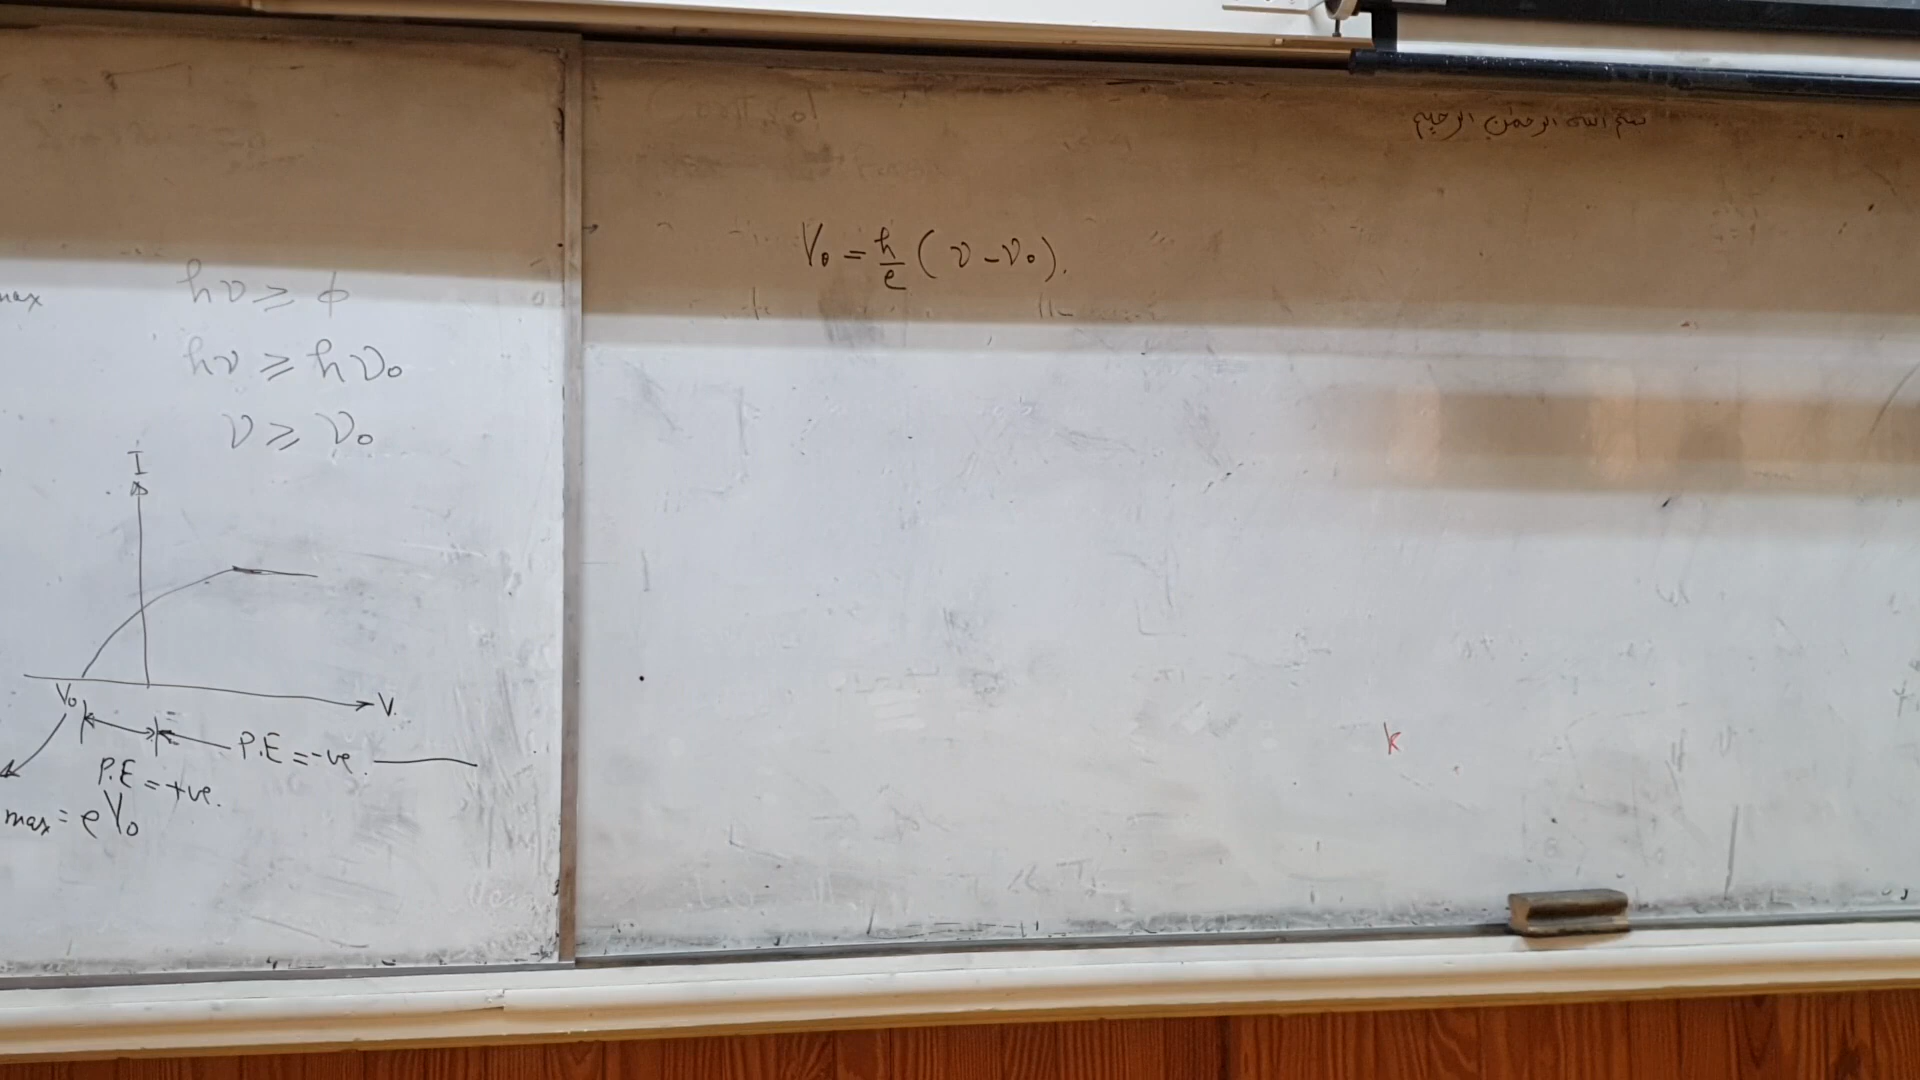 بسم الله الرحمن الرحيم
max
hν ≥ φ
hν ≥ hν₀
ν ≥ ν₀
I
V₀
V.
P.E = -ve.
P.E = +ve.
max = eV₀
V₀ = h/e (ν - ν₀).
k